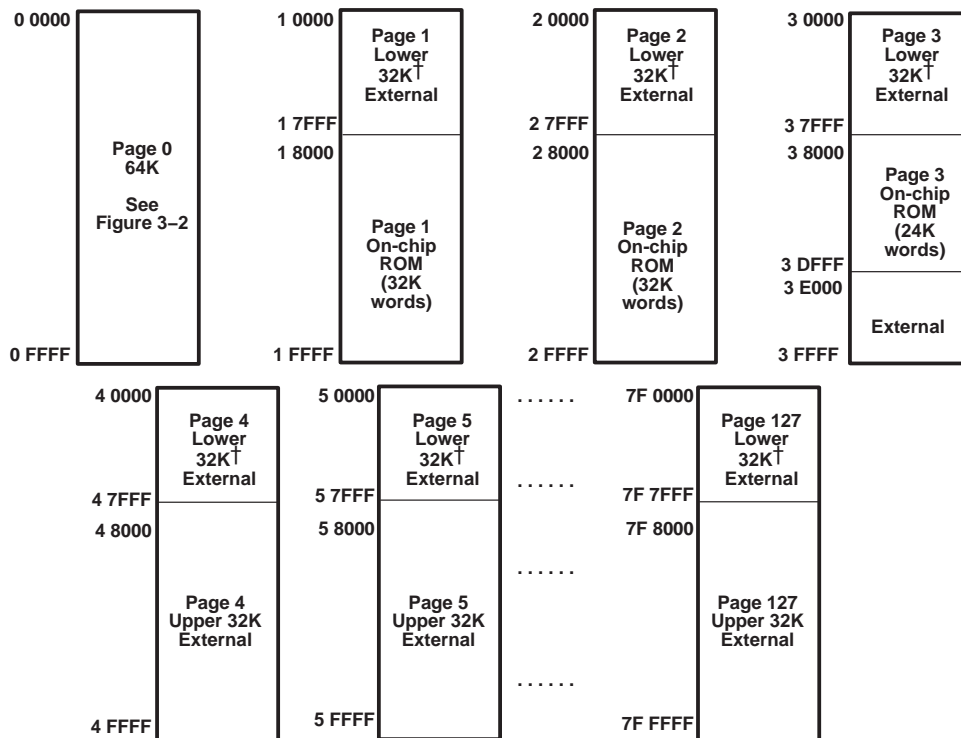 0 0000
Page 0
64K
See
Figure 3–2
0 FFFF
1 0000
Page 1
Lower
32K†
External
1 7FFF
1 8000
Page 1
On-chip
ROM
(32K
words)
1 FFFF
2 0000
Page 2
Lower
32K†
External
2 7FFF
2 8000
Page 2
On-chip
ROM
(32K
words)
2 FFFF
3 0000
Page 3
Lower
32K†
External
3 7FFF
3 8000
Page 3
On-chip
ROM
(24K
words)
3 DFFF
3 E000
External
3 FFFF
4 0000
Page 4
Lower
32K†
External
4 7FFF
4 8000
Page 4
Upper 32K
External
4 FFFF
5 0000
Page 5
Lower
32K†
External
5 7FFF
5 8000
Page 5
Upper 32K
External
5 FFFF
. . . . . .
. . . . . .
. . . . . .
. . . . . .
7F 0000
Page 127
Lower
32K†
External
7F 7FFF
7F 8000
Page 127
Upper 32K
External
7F FFFF